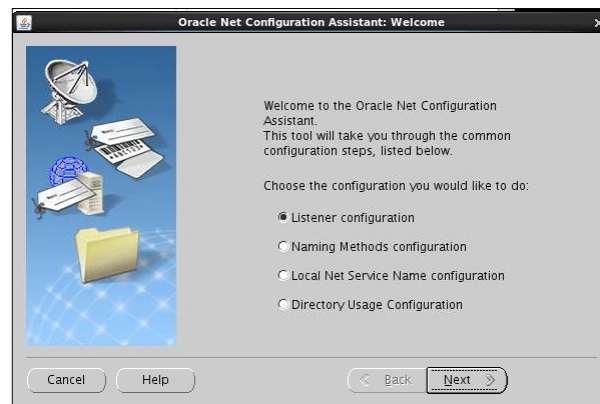 Oracle Net Configuration Assistant: Welcome
Welcome to the Oracle Net Configuration
Assistant.
This tool will take you through the common
configuration steps, listed below.
Choose the configuration you would like to do:
Listener configuration
Naming Methods configuration
Local Net Service Name configuration
Directory Usage Configuration
Cancel
Help
Back
Next